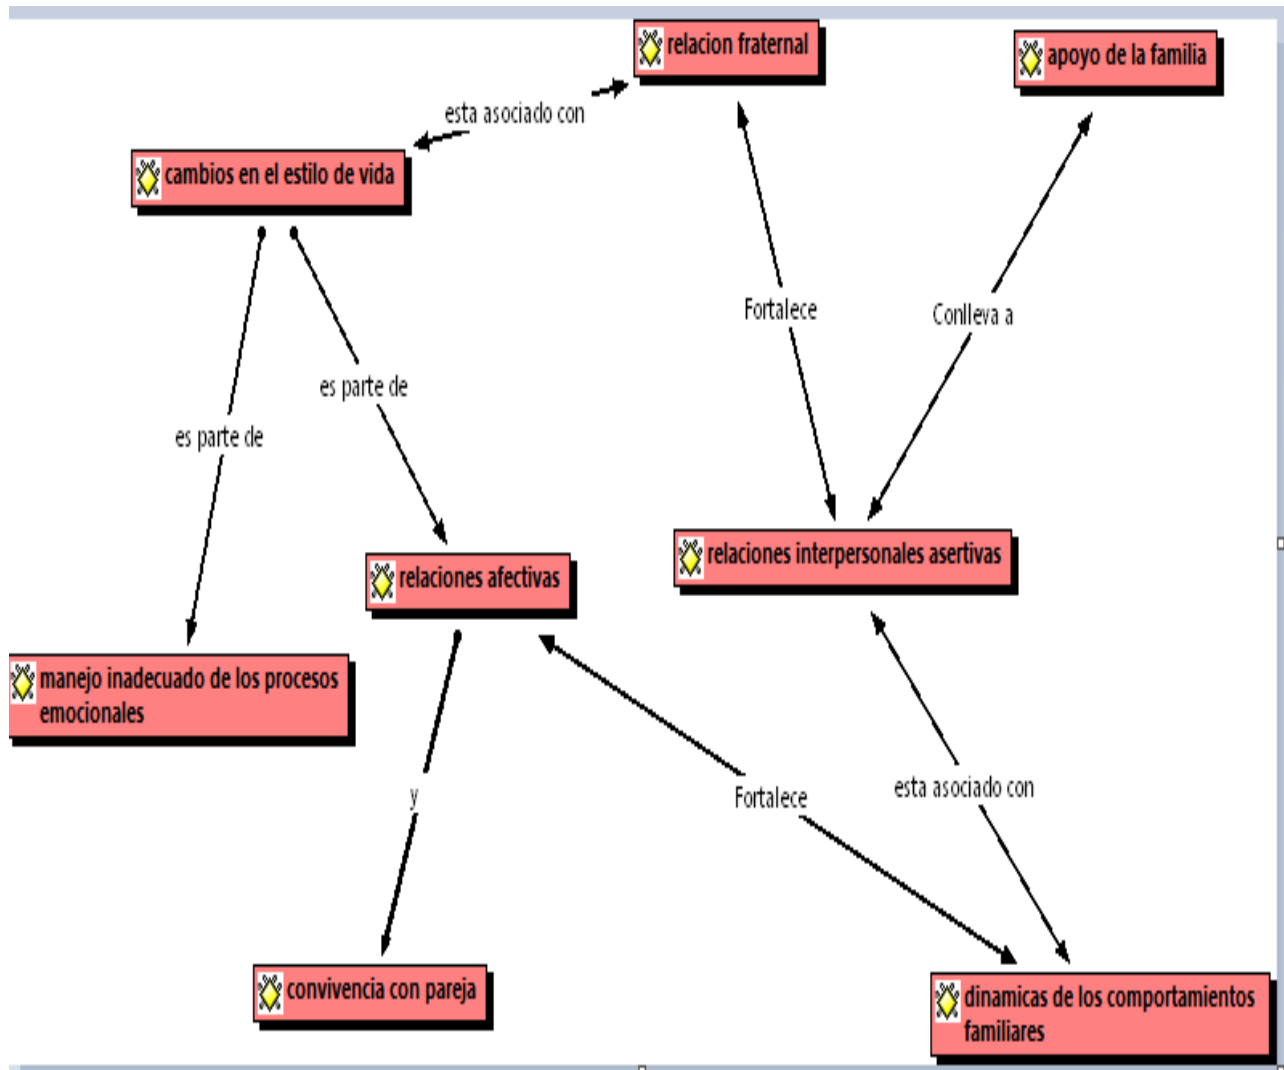 relacion fraternal
apoyo de la familia
esta asociado con
cambios en el estilo de vida
Fortalece
Conlleva a
es parte de
es parte de
relaciones interpersonales asertivas
relaciones afectivas
manejo inadecuado de los procesos
emocionales
esta asociado con
y
Fortalece
convivencia con pareja
dinamicas de los comportamientos
familiares